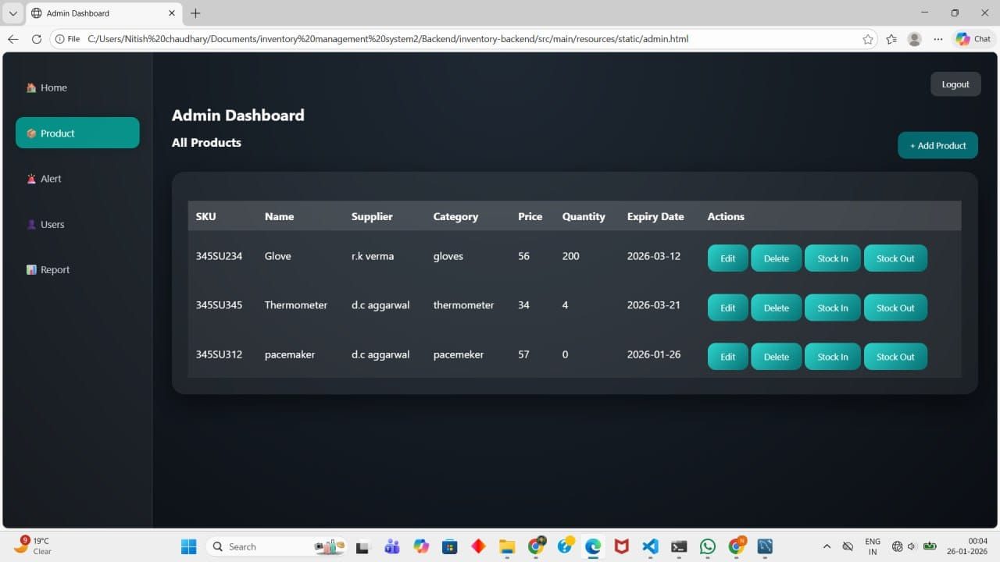 Admin Dashboard
File C:/Users/Nitish%20chaudhary/Documents/inventory%20management%20system2/Backend/inventory-backend/src/main/resources/static/admin.html
Chat
Home
Logout
Admin Dashboard
Product
All Products
+ Add Product
Alert
Users
Report
SKU Name Supplier Category Price Quantity Expiry Date Actions
345SU234 Glove r.k verma gloves 56 200 2026-03-12 Edit Delete Stock In Stock Out
345SU345 Thermometer d.c aggarwal thermometer 34 4 2026-03-21 Edit Delete Stock In Stock Out
345SU312 pacemaker d.c aggarwal pacemeker 57 0 2026-01-26 Edit Delete Stock In Stock Out
9
19°C
Clear
Search
N
ENG
IN
00:04
26-01-2026